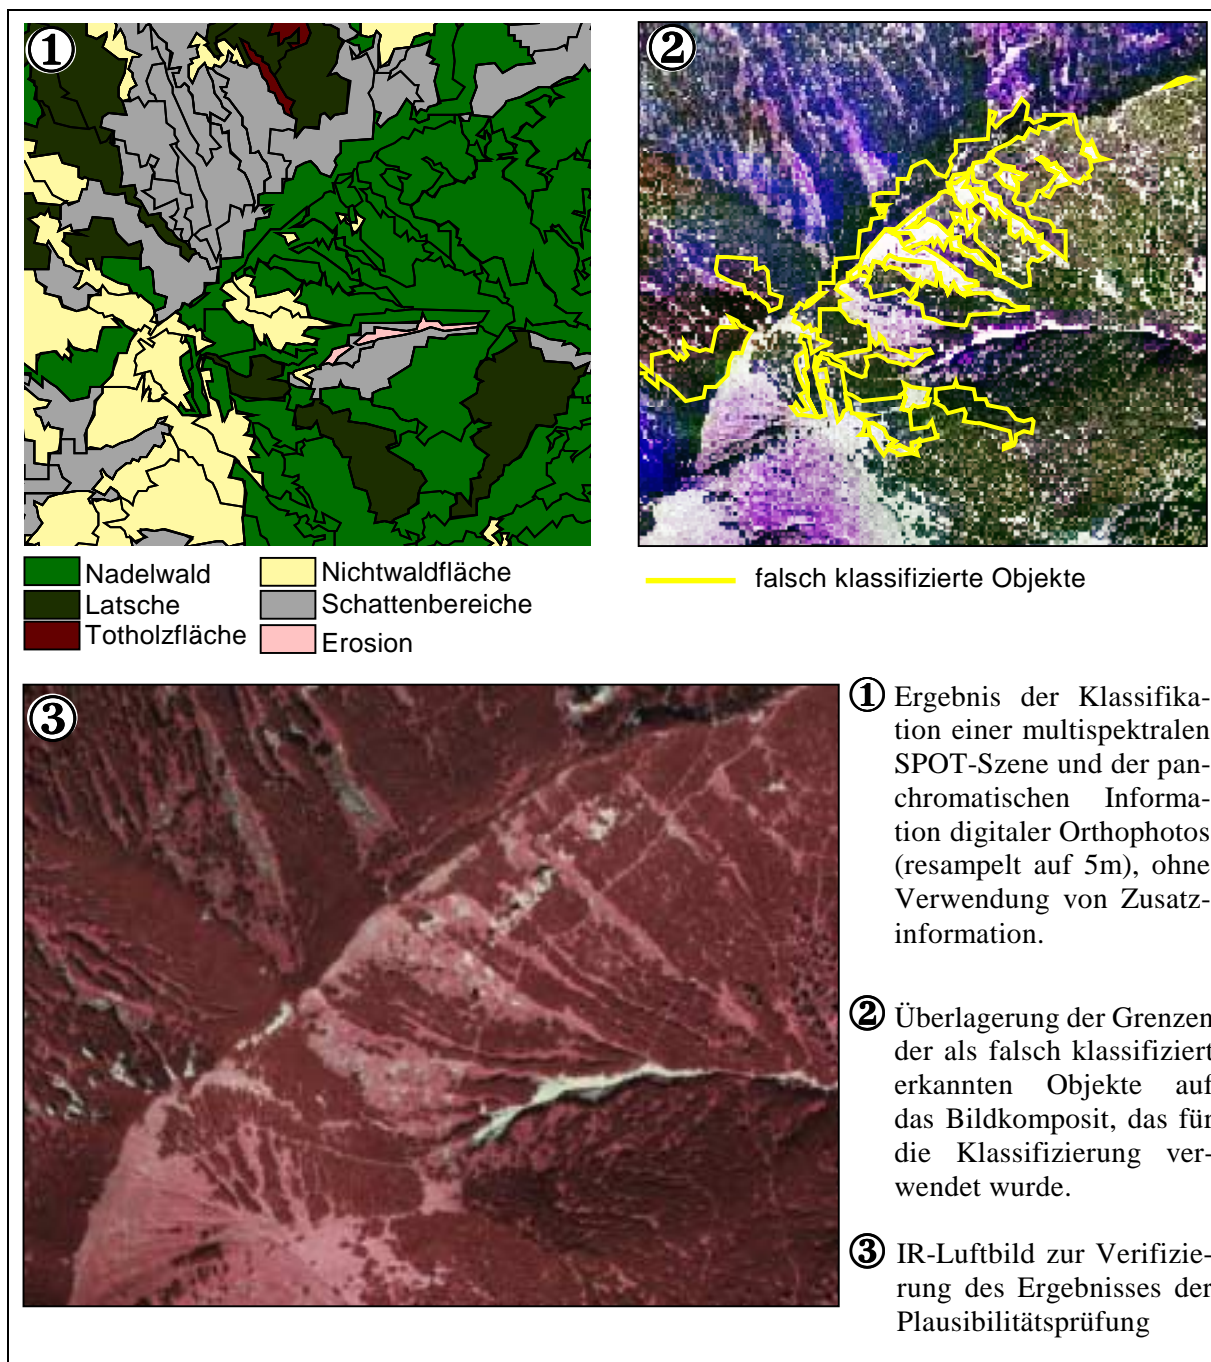 ①
②
Nadelwald
Latsche
Totholzfläche
Nichtwaldfläche
Schattenbereiche
Erosion
falsch klassifizierte Objekte
③
① Ergebnis der Klassifika-
tion einer multispektralen
SPOT-Szene und der pan-
chromatischen Informa-
tion digitaler Orthophotos
(resampelt auf 5m), ohne
Verwendung von Zusatz-
information.
② Überlagerung der Grenzen
der als falsch klassifiziert
erkannten Objekte auf
das Bildkomposit, das für
die Klassifizierung ver-
wendet wurde.
③ IR-Luftbild zur Verifizie-
rung des Ergebnisses der
Plausibilitätsprüfung